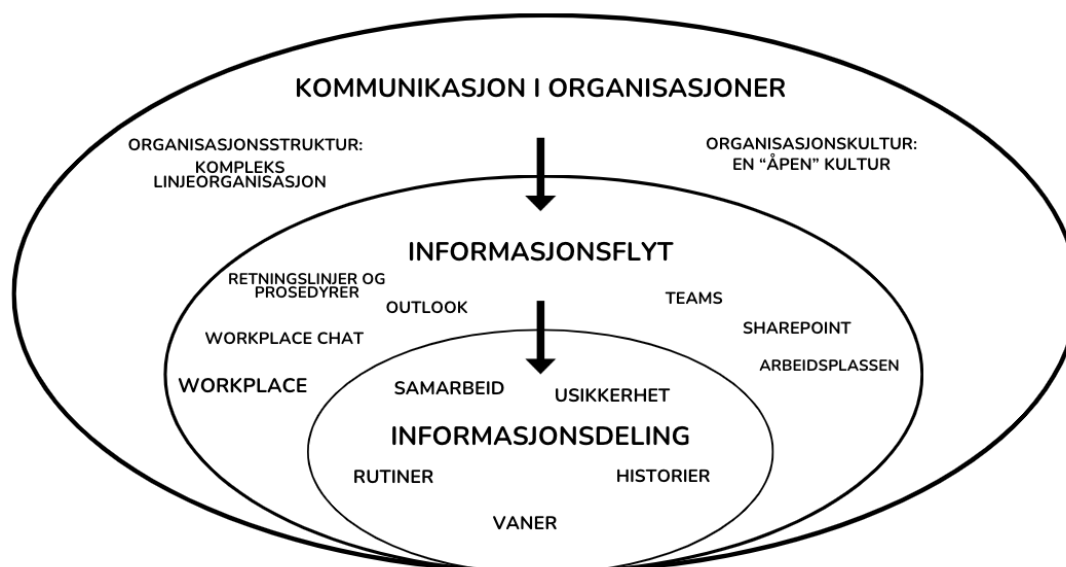 KOMMUNIKASJON I ORGANISASJONER
ORGANISASJONSSTRUKTUR:
KOMPLEKS
LINJEORGANISASJON
ORGANISASJONSKULTUR:
EN “ÅPEN” KULTUR
INFORMASJONSFLYT
RETNINGSLINJER OG
PROSEDYRER
OUTLOOK
TEAMS
WORKPLACE CHAT
SHAREPOINT
WORKPLACE
ARBEIDSPLASSEN
SAMARBEID
USIKKERHET
INFORMASJONSDELING
RUTINER
HISTORIER
VANER